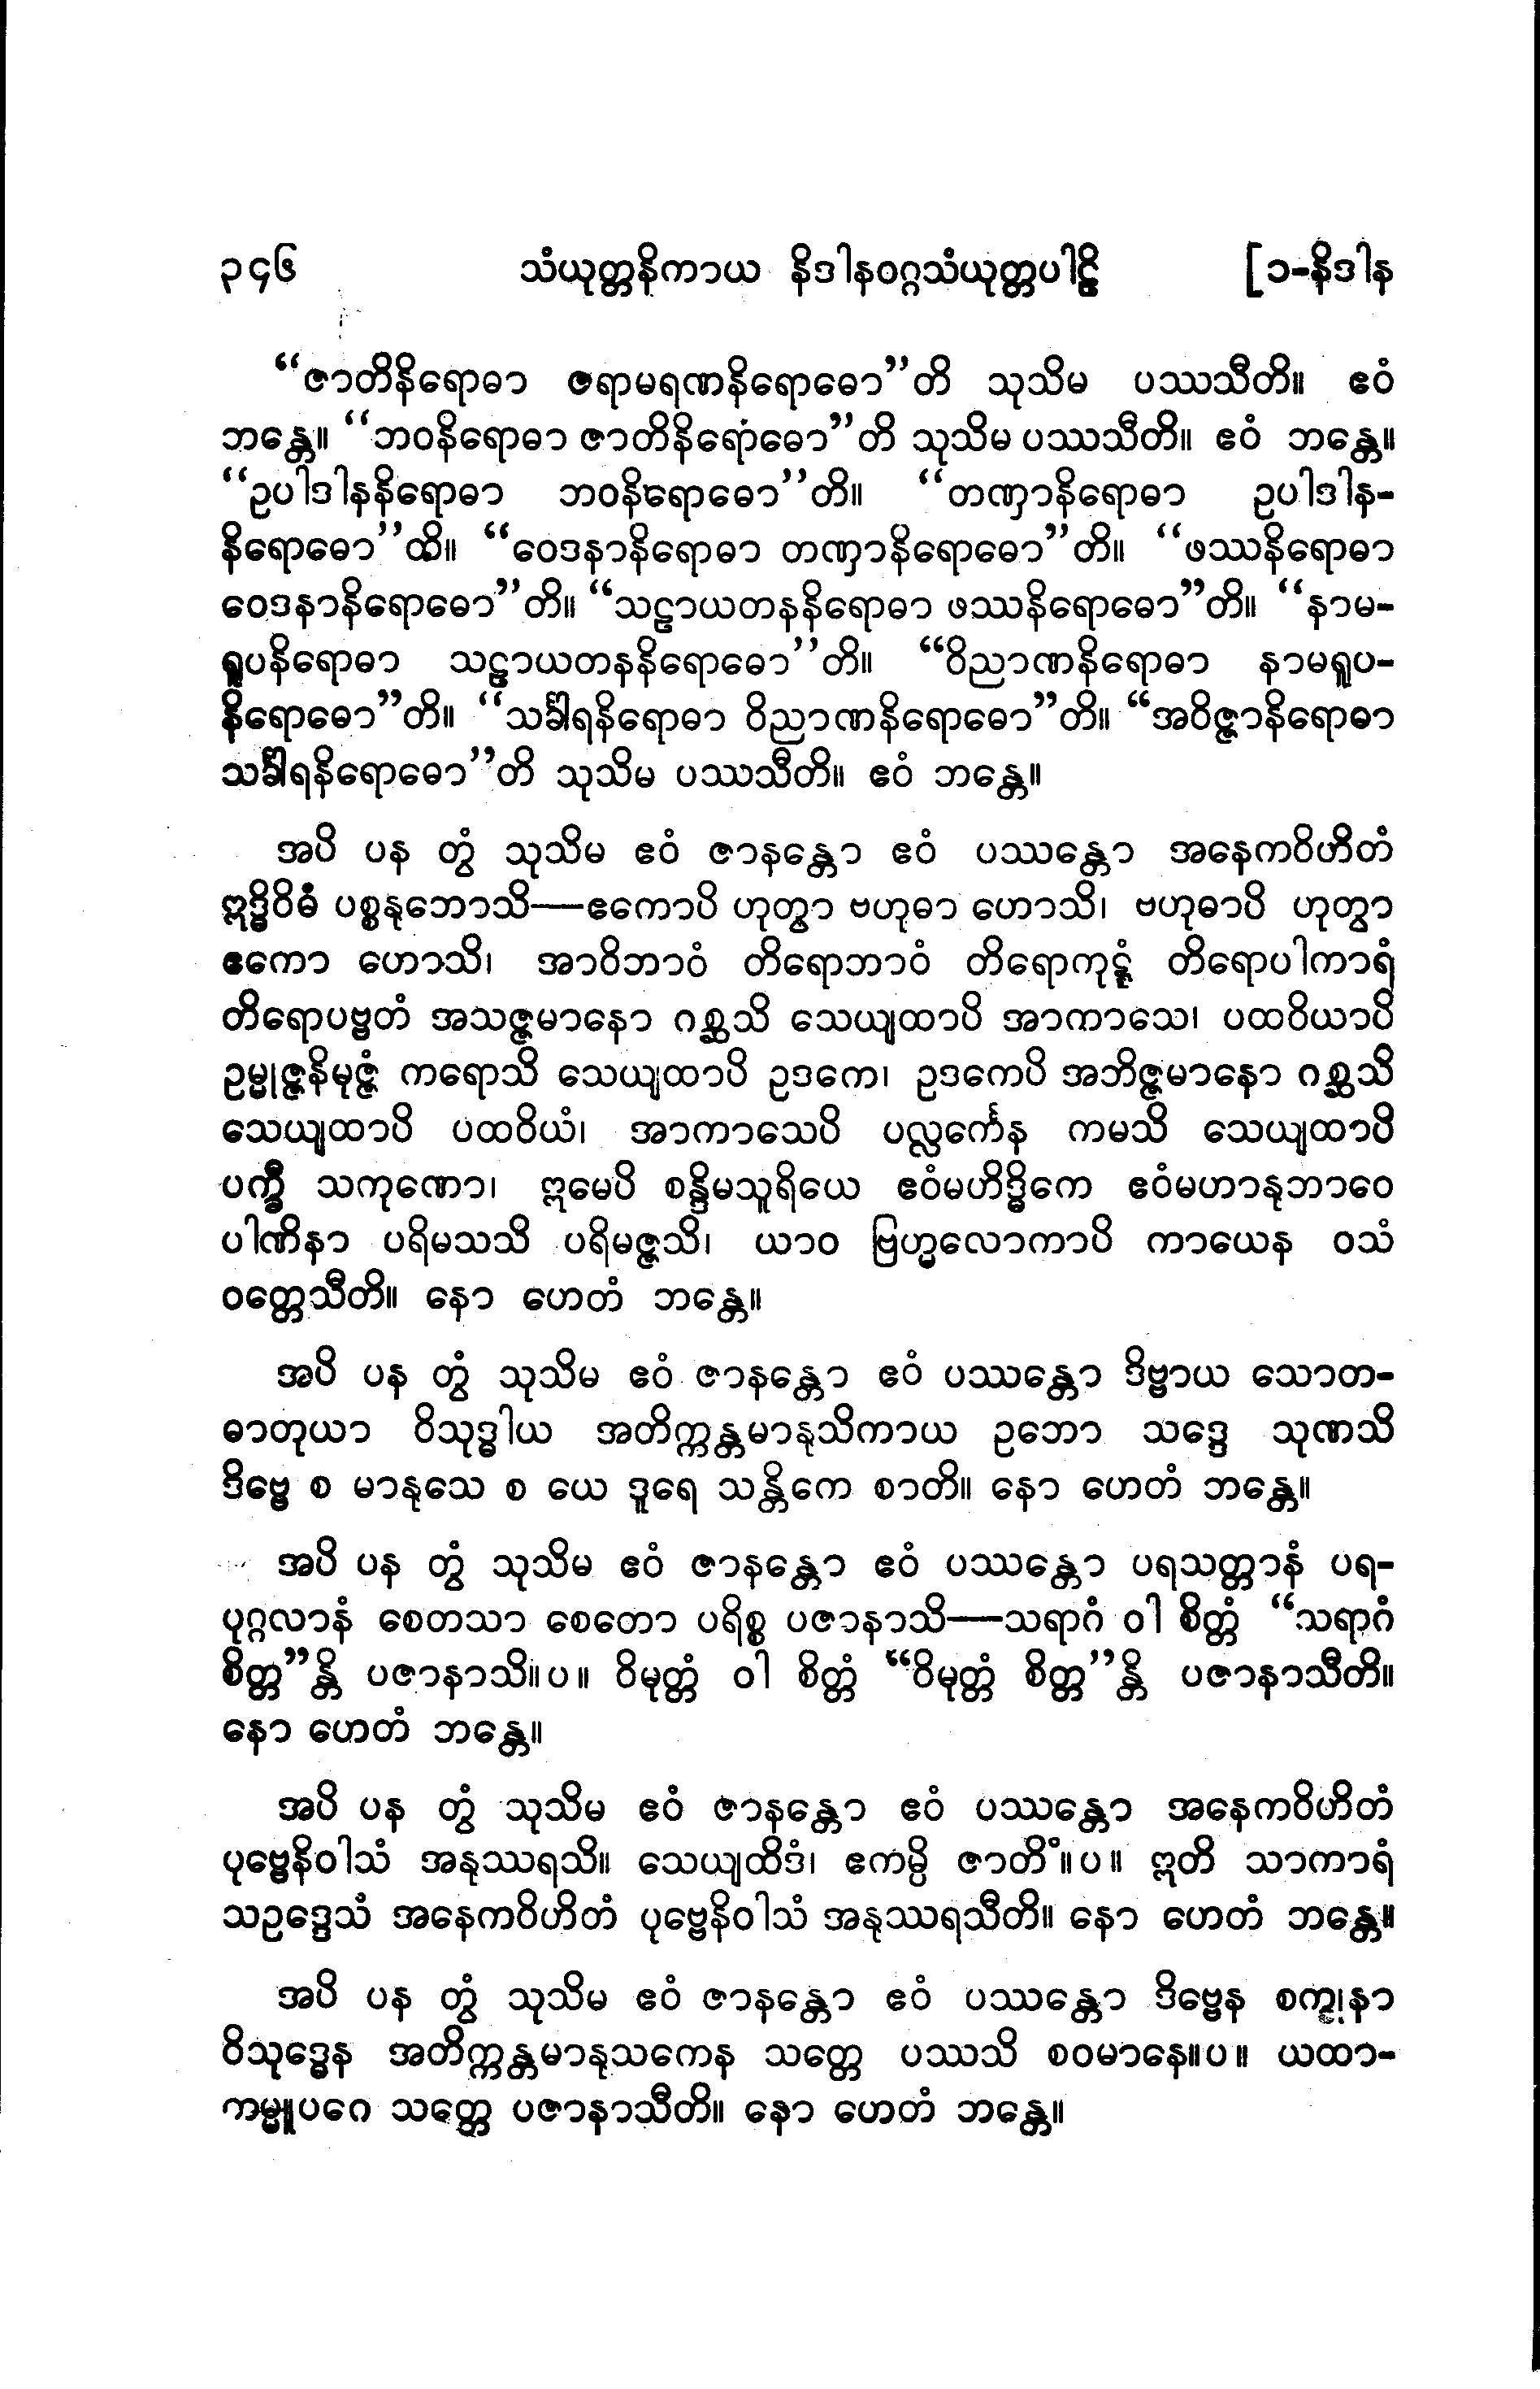 ၃၄၆ သံယုတ္တနိကာယ နိဒါနဝဂ္ဂသံယုတ္တပါဠိ [၁-နိဒါန
“ဇာတိနိရောဓာ ဇရာမရဏနိရောဓော”တိ သုသိမ ပဿသီတိ။ ဧဝံ
ဘန္တေ။ “ဘဝနိရောဓာ ဇာတိနိရောဓော”တိ သုသိမ ပဿသီတိ။ ဧဝံ ဘန္တေ။
“ဥပါဒါနနိရောဓာ ဘဝနိရောဓော”တိ။ “တဏှာနိရောဓာ ဥပါဒါန-
နိရောဓော”တိ။ “ဝေဒနာနိရောဓာ တဏှာနိရောဓော”တိ။ “ဖဿနိရောဓာ
ဝေဒနာနိရောဓော”တိ။ “သဠာယတနနိရောဓာ ဖဿနိရောဓော”တိ။ “နာမ-
ရူပနိရောဓာ သဠာယတနနိရောဓော”တိ။ “ဝိညာဏနိရောဓာ နာမရူပ-
နိရောဓော”တိ။ “သင်္ခါရနိရောဓာ ဝိညာဏနိရောဓော”တိ။ “အဝိဇ္ဇာနိရောဓာ
သင်္ခါရနိရောဓော”တိ သုသိမ ပဿသီတိ။ ဧဝံ ဘန္တေ။
အပိ ပန တွံ သုသိမ ဧဝံ ဇာနန္တော ဧဝံ ပဿန္တော အနေကဝိဟိတံ
ဣဒ္ဓိဝိဓံ ပစ္စနုဘောသိ—ဧကောပိ ဟုတွာ ဗဟုဓာ ဟောသိ၊ ဗဟုဓာပိ ဟုတွာ
ဧကော ဟောသိ၊ အာဝိဘာဝံ တိရောဘာဝံ တိရောကုဋ္ဋံ တိရောပါကာရံ
တိရောပဗ္ဗတံ အသဇ္ဇမာနော ဂစ္ဆသိ သေယျထာပိ အာကာသေ၊ ပထဝိယာပိ
ဥမ္မုဇ္ဇနိမုဇ္ဇံ ကရောသိ သေယျထာပိ ဥဒကေ၊ ဥဒကေပိ အဘိဇ္ဇမာနော ဂစ္ဆသိ
သေယျထာပိ ပထဝိယံ၊ အာကာသေပိ ပလ္လင်္ကေန ကမသိ သေယျထာပိ
ပက္ခီ သကုဏော၊ ဣမေပိ စန္ဒိမသူရိယေ ဧဝံမဟိဒ္ဓိကေ ဧဝံမဟာနုဘာဝေ
ပါဏိနာ ပရိမသသိ ပရိမဇ္ဇသိ၊ ယာဝ ဗြဟ္မလောကာပိ ကာယေန ဝသံ
ဝတ္တေသီတိ။ နော ဟေတံ ဘန္တေ။
အပိ ပန တွံ သုသိမ ဧဝံ ဇာနန္တော ဧဝံ ပဿန္တော ဒိဗ္ဗာယ သောတ-
ဓာတုယာ ဝိသုဒ္ဓါယ အတိက္ကန္တမာနုသိကာယ ဥဘော သဒ္ဒေ သုဏသိ
ဒိဗ္ဗေ စ မာနုသေ စ ယေ ဒူရေ သန္တိကေ စာတိ။ နော ဟေတံ ဘန္တေ။
အပိ ပန တွံ သုသိမ ဧဝံ ဇာနန္တော ဧဝံ ပဿန္တော ပရသတ္တာနံ ပရ-
ပုဂ္ဂလာနံ စေတသာ စေတော ပရိစ္စ ပဇာနာသိ—သရာဂံ ဝါ စိတ္တံ “သရာဂံ
စိတ္တ”န္တိ ပဇာနာသိ။ပ။ ဝိမုတ္တံ ဝါ စိတ္တံ “ဝိမုတ္တံ စိတ္တ”န္တိ ပဇာနာသီတိ။
နော ဟေတံ ဘန္တေ။
အပိ ပန တွံ သုသိမ ဧဝံ ဇာနန္တော ဧဝံ ပဿန္တော အနေကဝိဟိတံ
ပုဗ္ဗေနိဝါသံ အနုဿရသိ။ သေယျထိဒံ၊ ဧကမ္ပိ ဇာတိံ။ပ။ ဣတိ သာကာရံ
သဥဒ္ဒေသံ အနေကဝိဟိတံ ပုဗ္ဗေနိဝါသံ အနုဿရသီတိ။ နော ဟေတံ ဘန္တေ။
အပိ ပန တွံ သုသိမ ဧဝံ ဇာနန္တော ဧဝံ ပဿန္တော ဒိဗ္ဗေန စက္ခုနာ
ဝိသုဒ္ဓေန အတိက္ကန္တမာနုသကေန သတ္တေ ပဿသိ စဝမာနေ။ပ။ ယထာ-
ကမ္မူပဂေ သတ္တေ ပဇာနာသီတိ။ နော ဟေတံ ဘန္တေ။